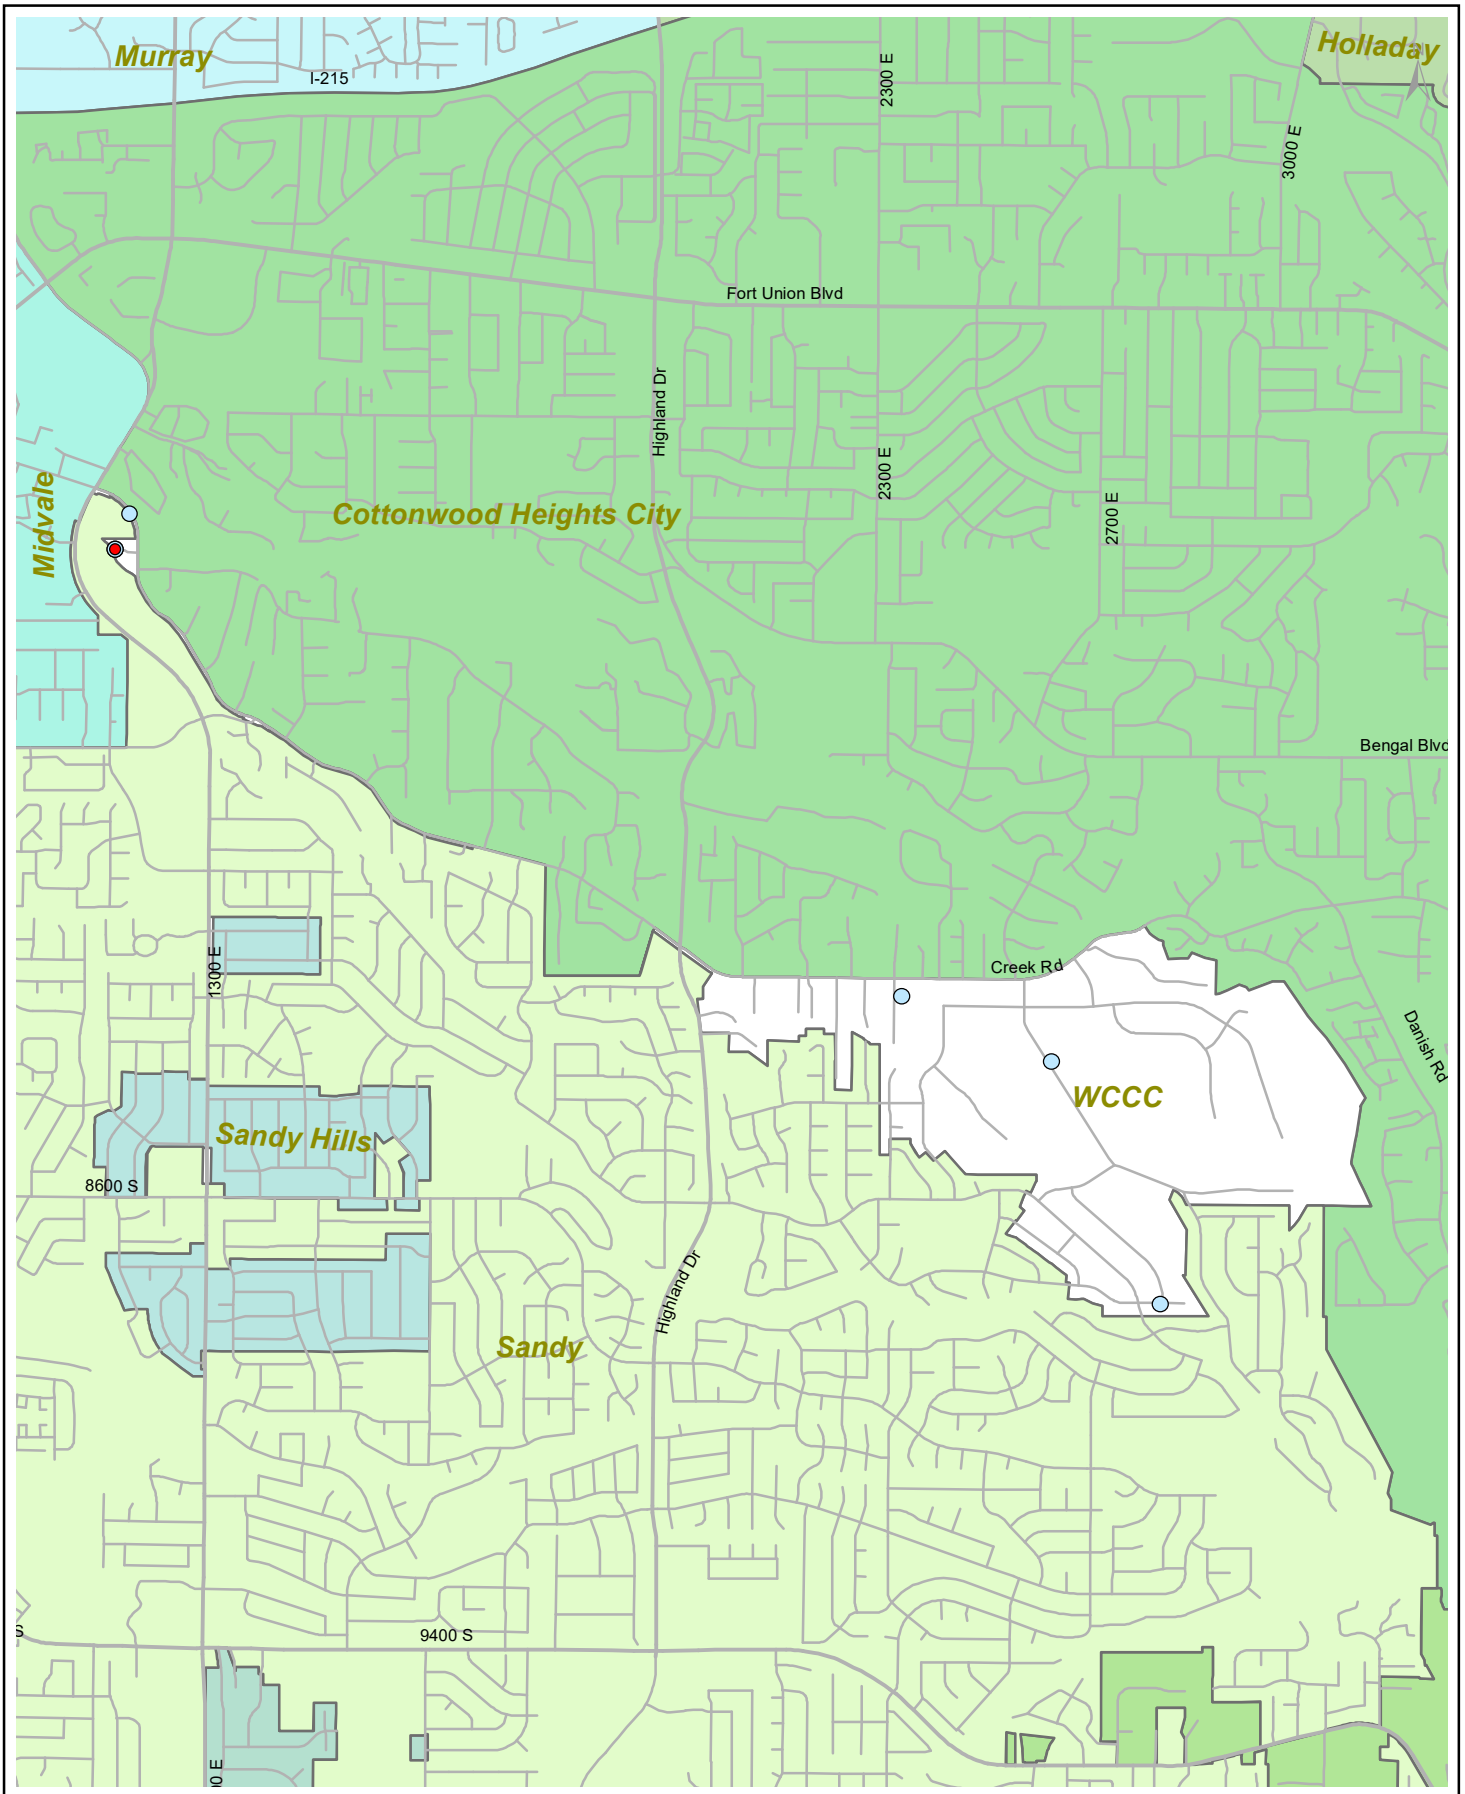 Murray
Holladay
I-215
2300 E
3000 E
Fort Union Blvd
Highland Dr
2300 E
Midvale
Cottonwood Heights City
2700 E
Bengal Blvd
1300 E
Creek Rd
Danish Rd
WCCC
Sandy Hills
8600 S
Highland Dr
Sandy
S
9400 S
00 E